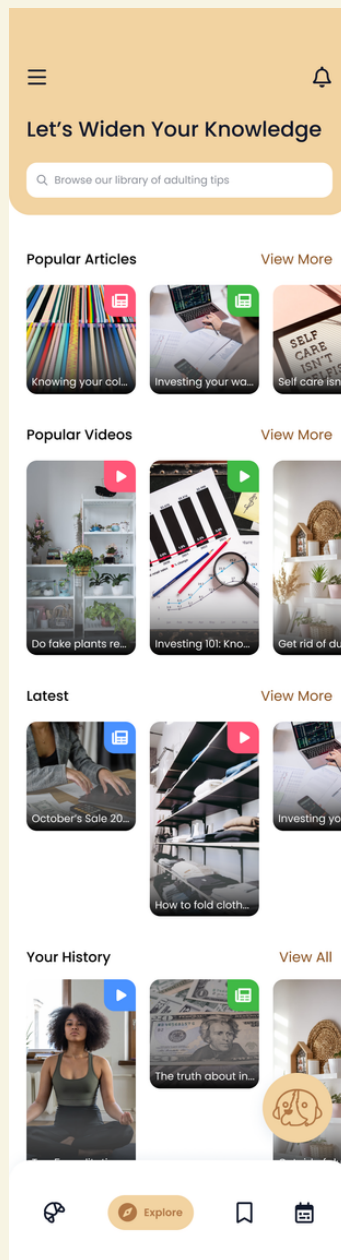 Let's Widen Your Knowledge
Browse our library of adulting tips
Popular Articles
View More
Knowing your col...
Investing your wa...
SELF
CARE
ISN'T
SELFIS
Self care isn
Popular Videos
View More
Do fake plants re...
Investing 101: Kno...
Get rid of du
Latest
View More
October's Sale 20...
How to fold cloth...
Investing yo
Your History
View All
The truth about in...
Explore